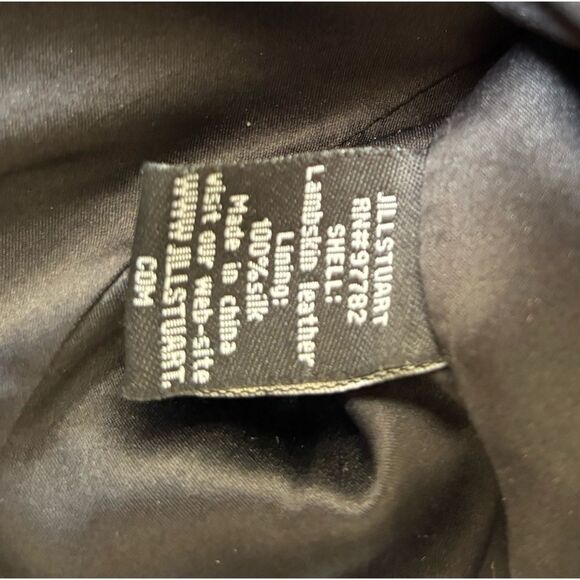 JILLSTUART
RN#97782
SHELL:
Lambskin leather
Lining:
100%silk
Made in china
visit our web-site
WWW.JILLSTUART.
COM